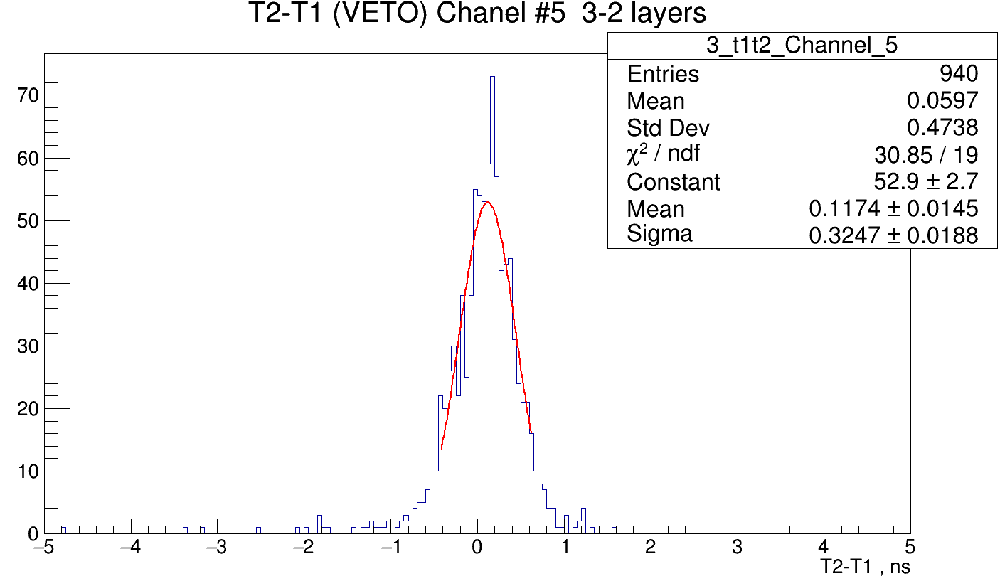 T2-T1 (VETO) Chanel #5  3-2 layers
3_t1t2_Channel_5
Entries 940
Mean 0.0597
Std Dev 0.4738
χ² / ndf 30.85 / 19
Constant 52.9 ± 2.7
Mean 0.1174 ± 0.0145
Sigma 0.3247 ± 0.0188
70
60
50
40
30
20
10
0
−5 −4 −3 −2 −1 0 1 2 3 4 5
T2-T1 , ns